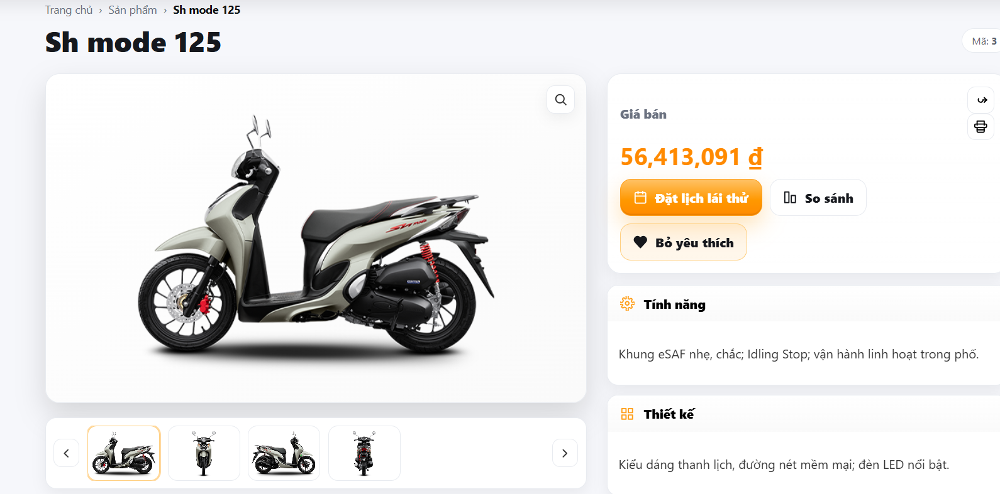 Trang chủ › Sản phẩm › Sh mode 125
Sh mode 125
Mã: 3
Sh mode
Giá bán
56,413,091 ₫
Đặt lịch lái thử
So sánh
Bỏ yêu thích
Tính năng
Khung eSAF nhẹ, chắc; Idling Stop; vận hành linh hoạt trong phố.
Thiết kế
Kiểu dáng thanh lịch, đường nét mềm mại; đèn LED nổi bật.